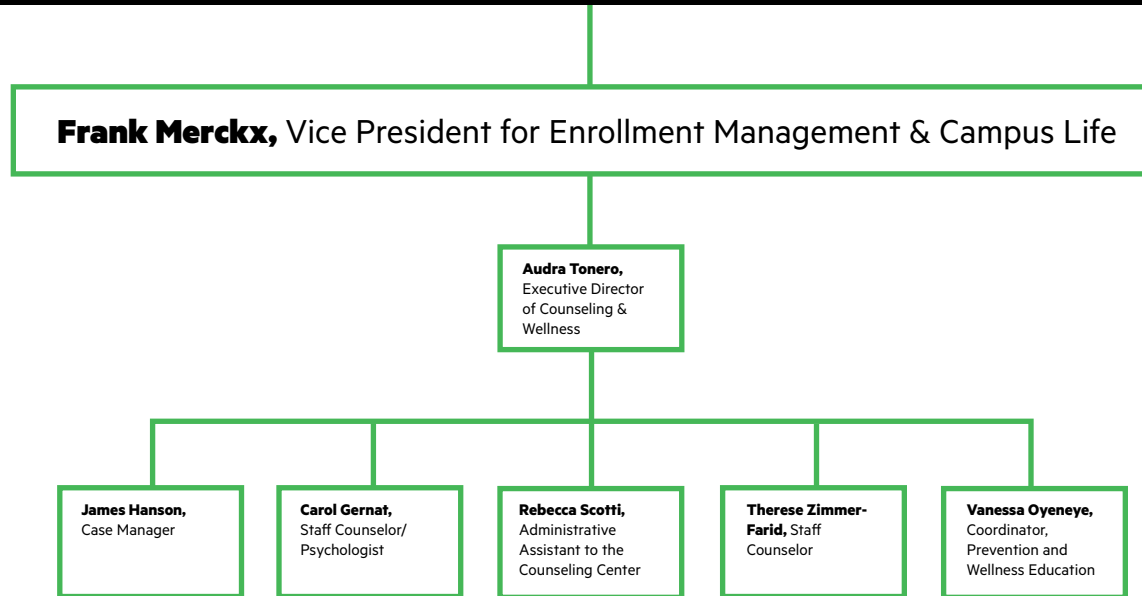 Frank Merckx, Vice President for Enrollment Management & Campus Life
Audra Tonero,
Executive Director
of Counseling &
Wellness
James Hanson,
Case Manager
Carol Gernat,
Staff Counselor/
Psychologist
Rebecca Scotti,
Administrative
Assistant to the
Counseling Center
Therese Zimmer-
Farid, Staff
Counselor
Vanessa Oyeneye,
Coordinator,
Prevention and
Wellness Education